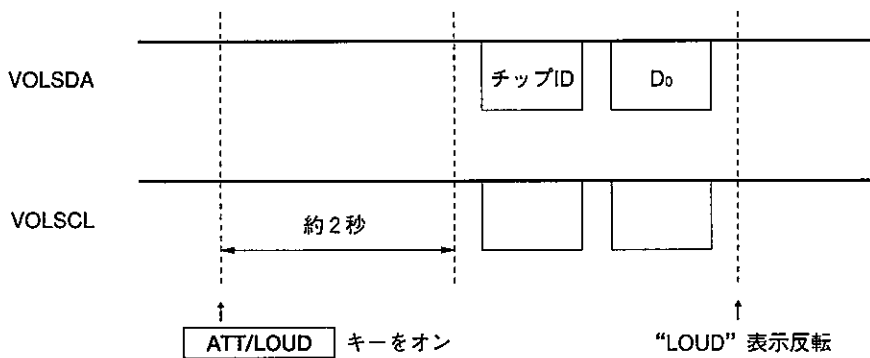 VOLSDA
チップID
D₀
VOLSCL
約2秒
ATT/LOUD キーをオン
“LOUD” 表示反転